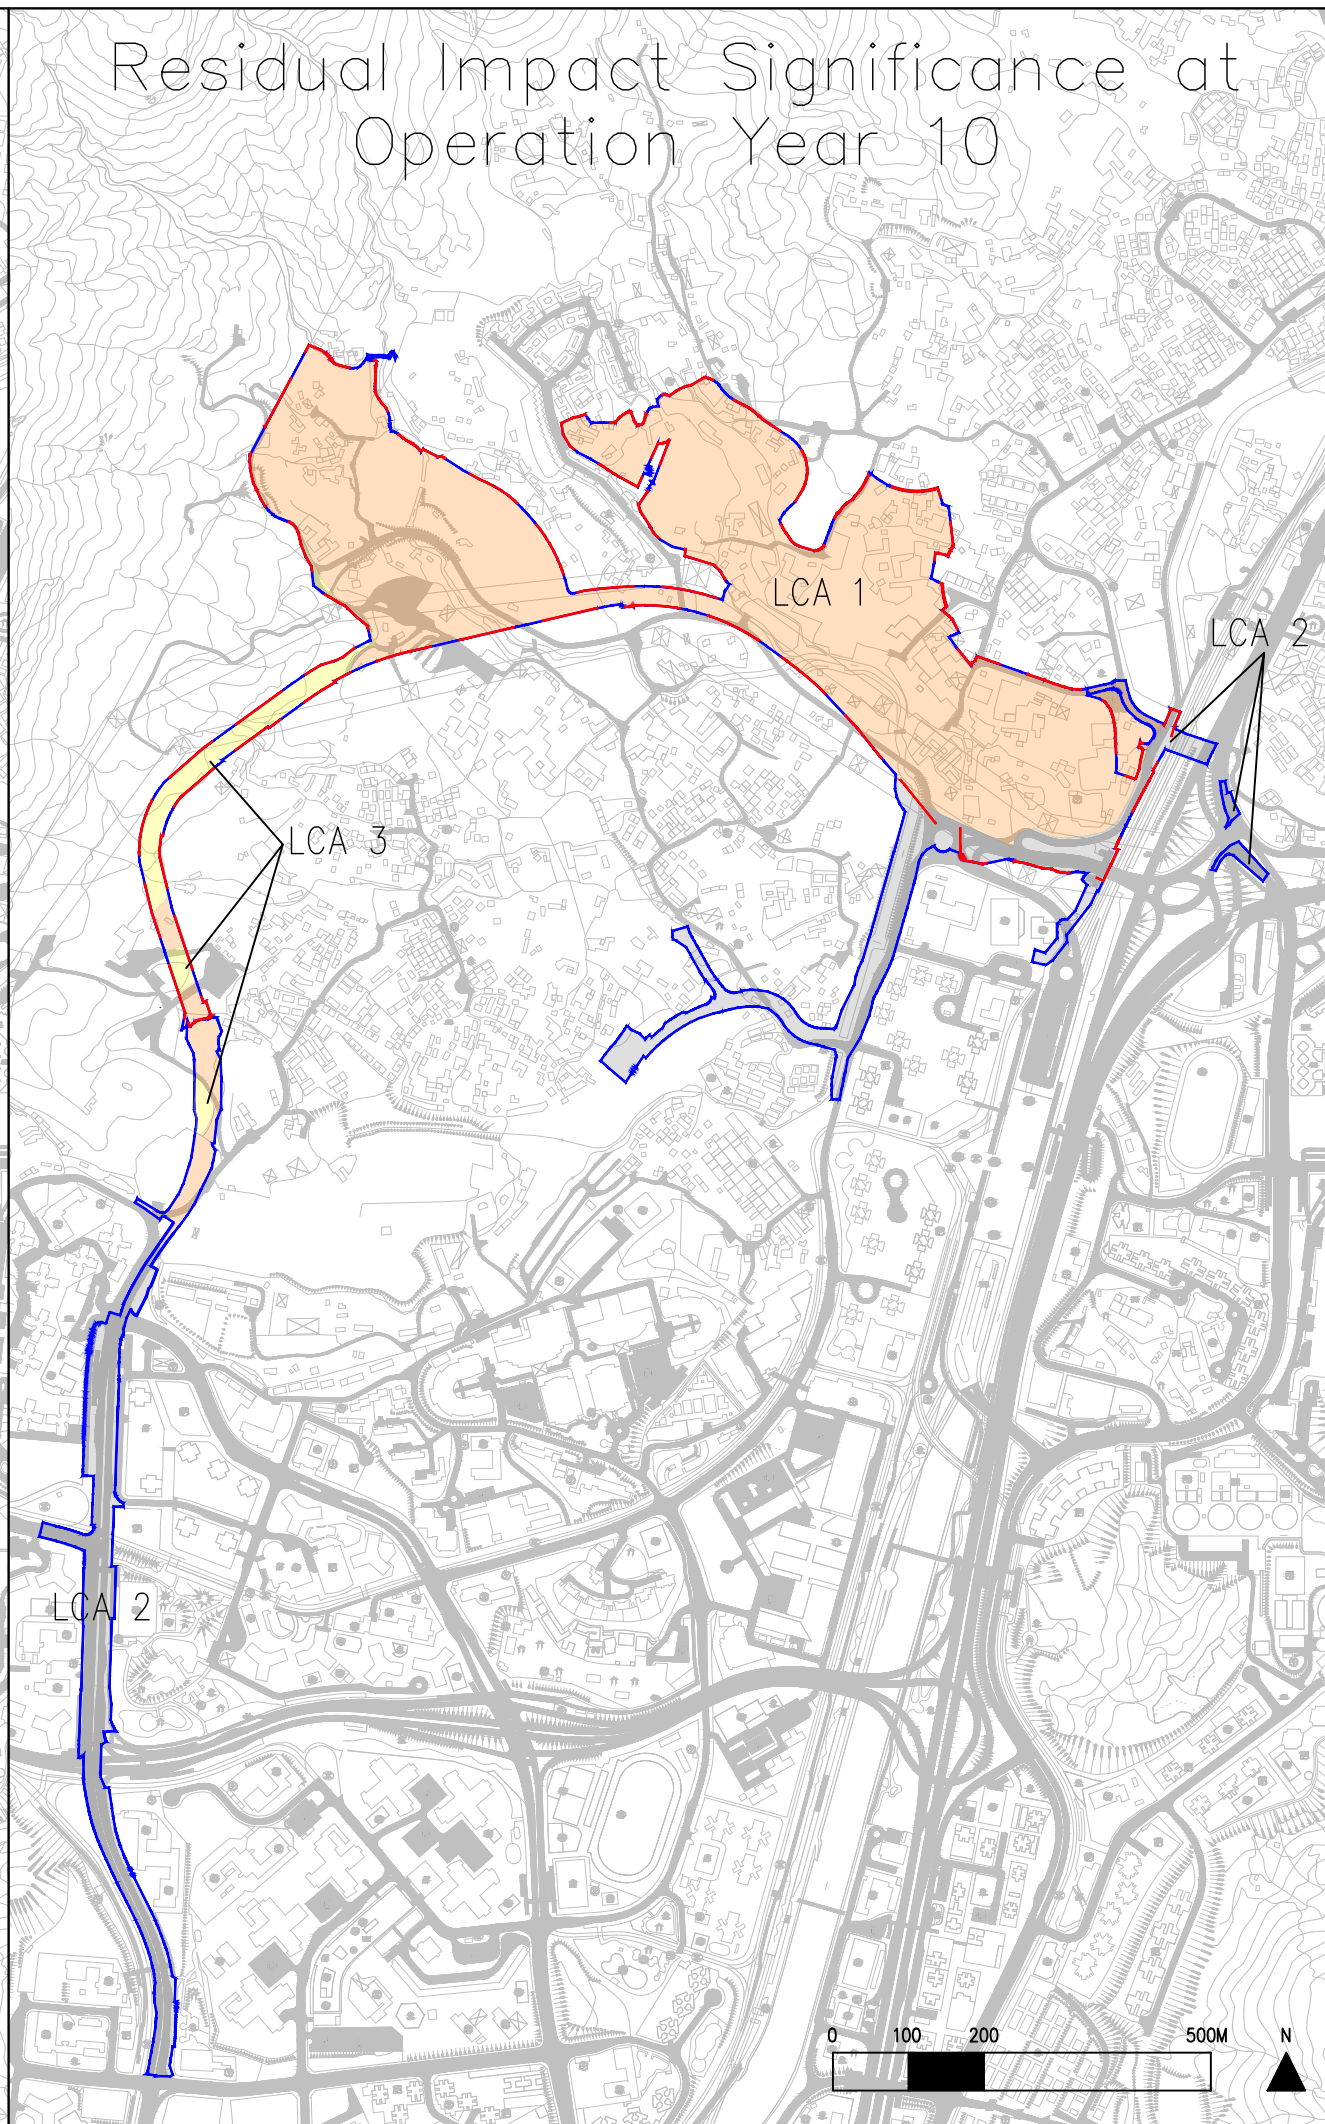 Residual Impact Significance at
Operation Year 10
LCA 1
LCA 2
LCA 3
LCA 2
0 100 200 500M N